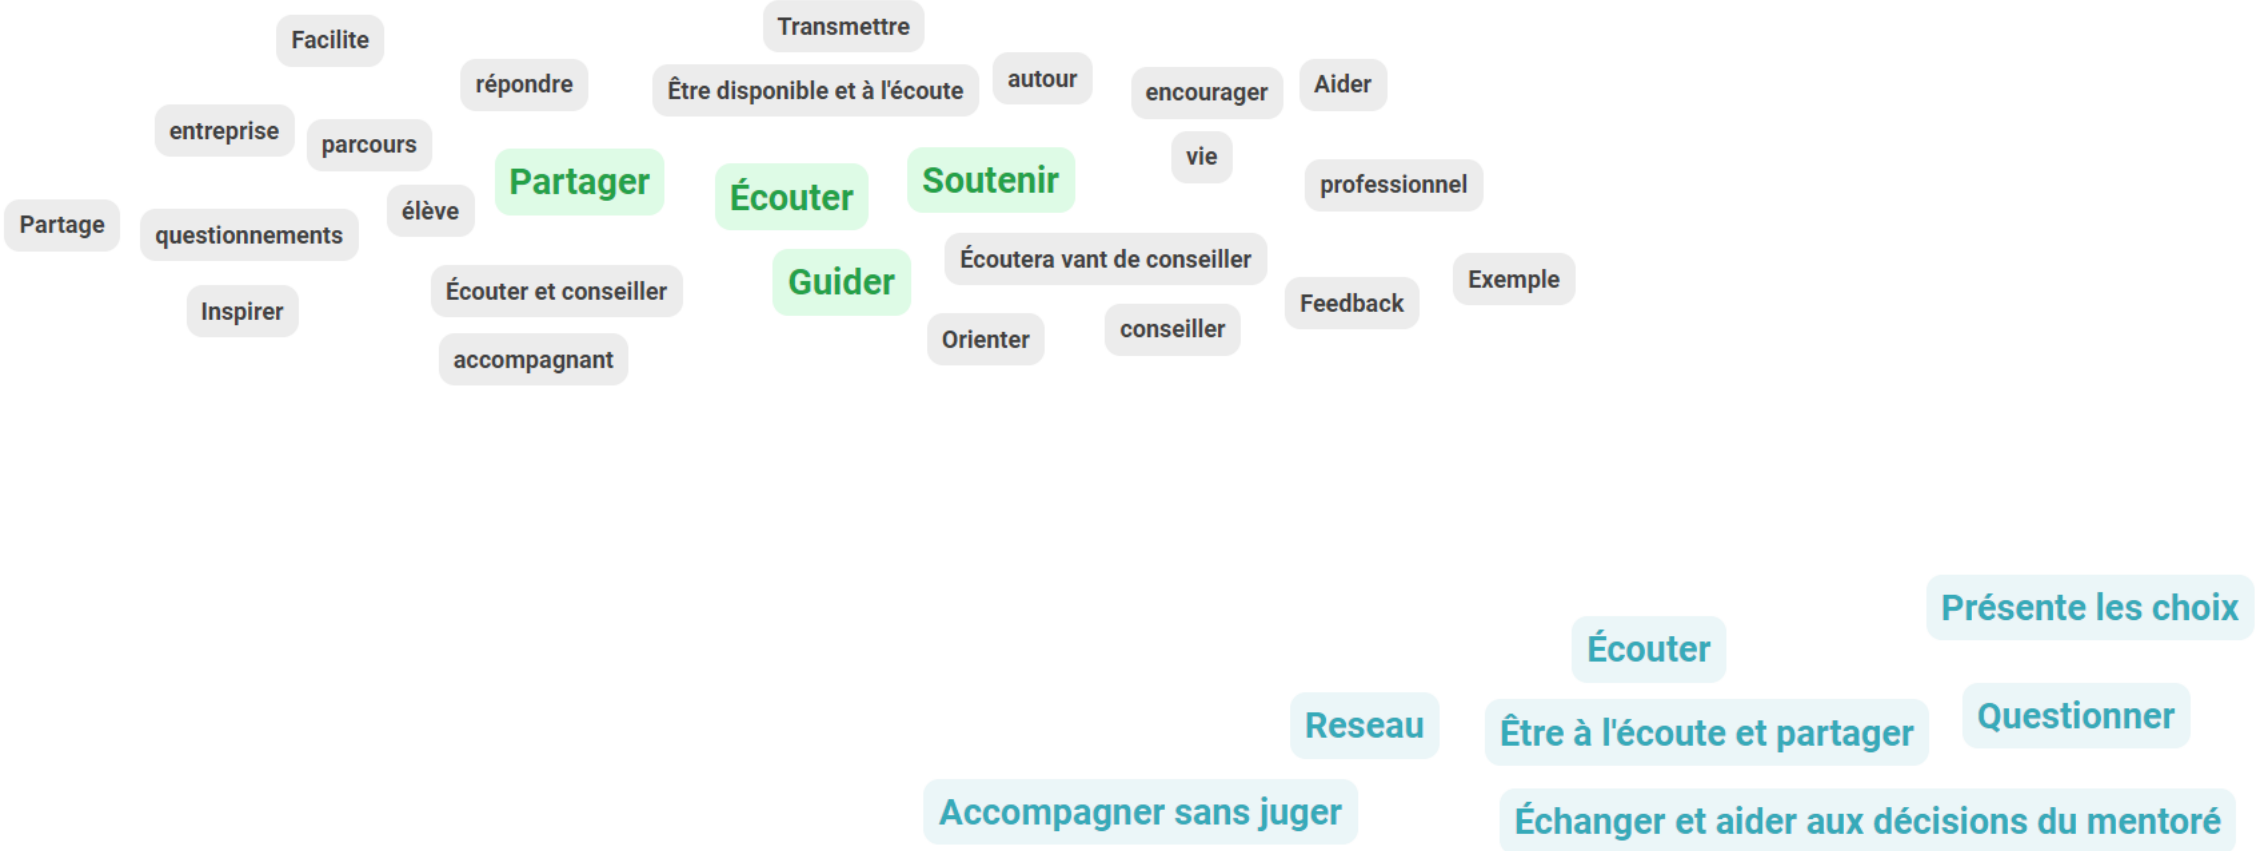 Transmettre
Facilite
répondre
Être disponible et à l'écoute
autour
encourager
Aider
entreprise
parcours
vie
Partager
Écouter
Soutenir
professionnel
Partage
questionnements
élève
Écoutera vant de conseiller
Inspirer
Écouter et conseiller
Guider
Feedback
Exemple
accompagnant
Orienter
conseiller
Présente les choix
Écouter
Reseau
Être à l'écoute et partager
Questionner
Accompagner sans juger
Échanger et aider aux décisions du mentoré